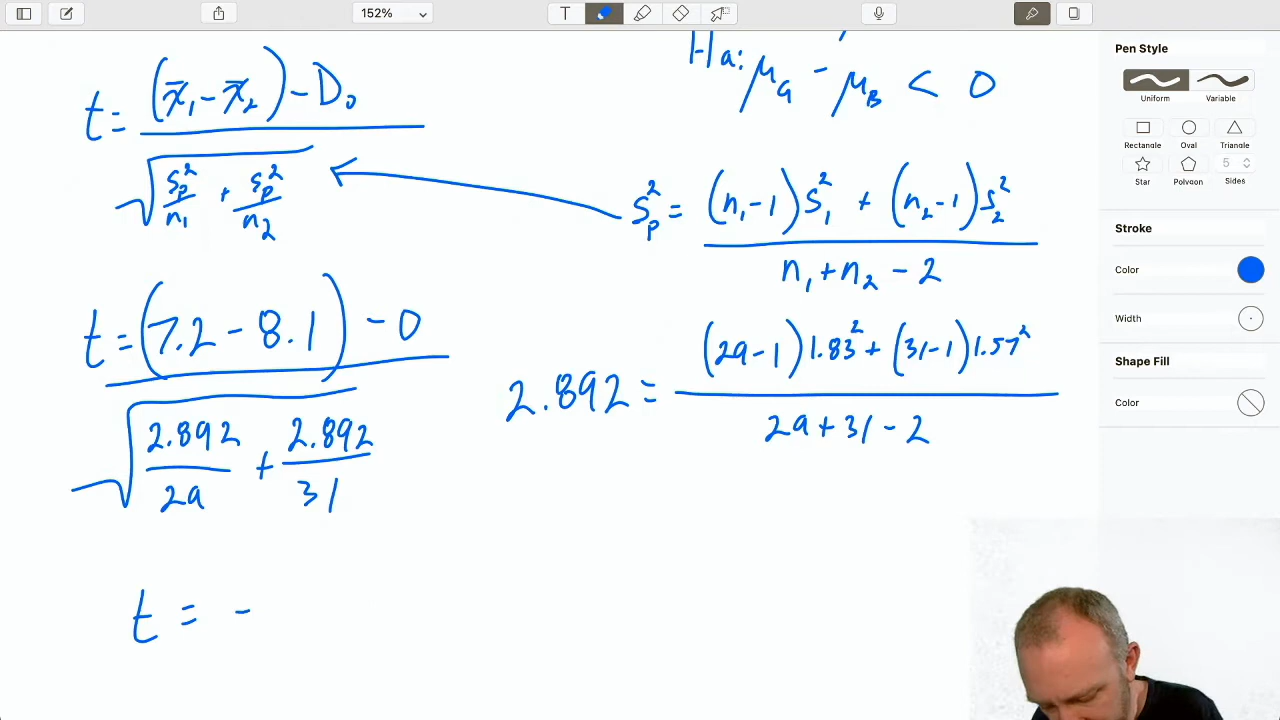 152%
T
Pen Style
Uniform Variable
Rectangle Oval Triangle
5
Star Polygon Sides
Stroke
Color
Width
Shape Fill
Color
Ha: μA - μB < 0
t = (x̄1 - x̄2) - D0
√ sp²/n1 + sp²/n2
sp² = (n1-1)s1² + (n2-1)s2²
n1 + n2 - 2
t = (7.2 - 8.1) - 0
√ 2.892/29 + 2.892/31
2.892 = (29-1)1.83² + (31-1)1.57²
29 + 31 - 2
t = -